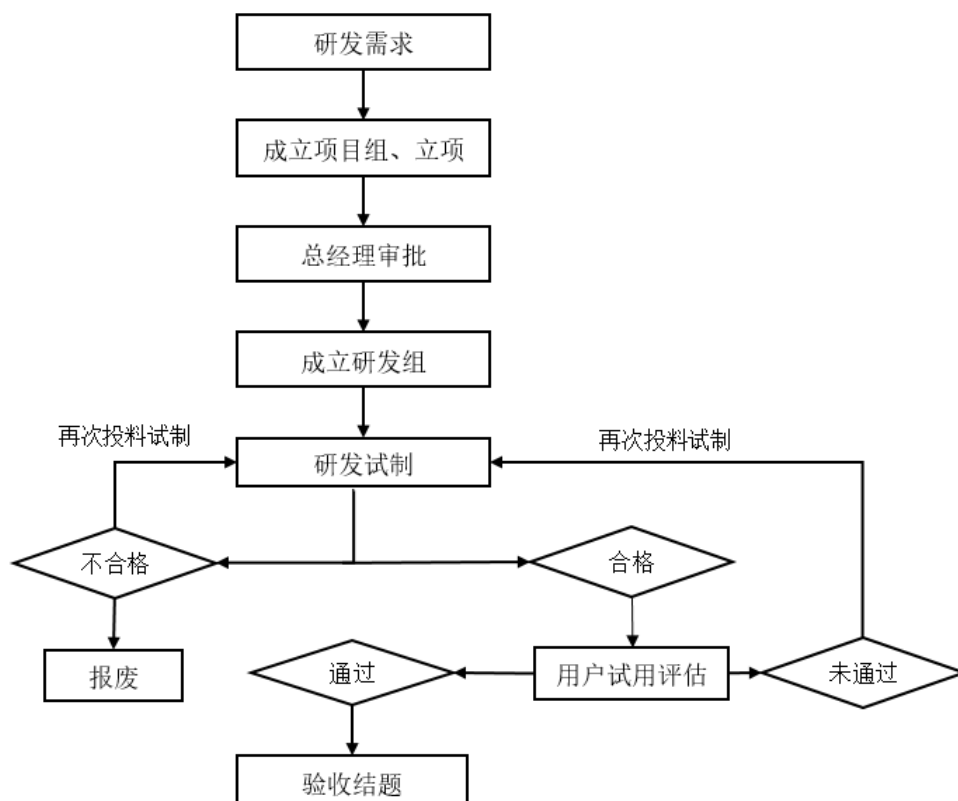 研发需求
成立项目组、立项
总经理审批
成立研发组
再次投料试制
再次投料试制
研发试制
不合格
合格
报废
通过
用户试用评估
未通过
验收结题